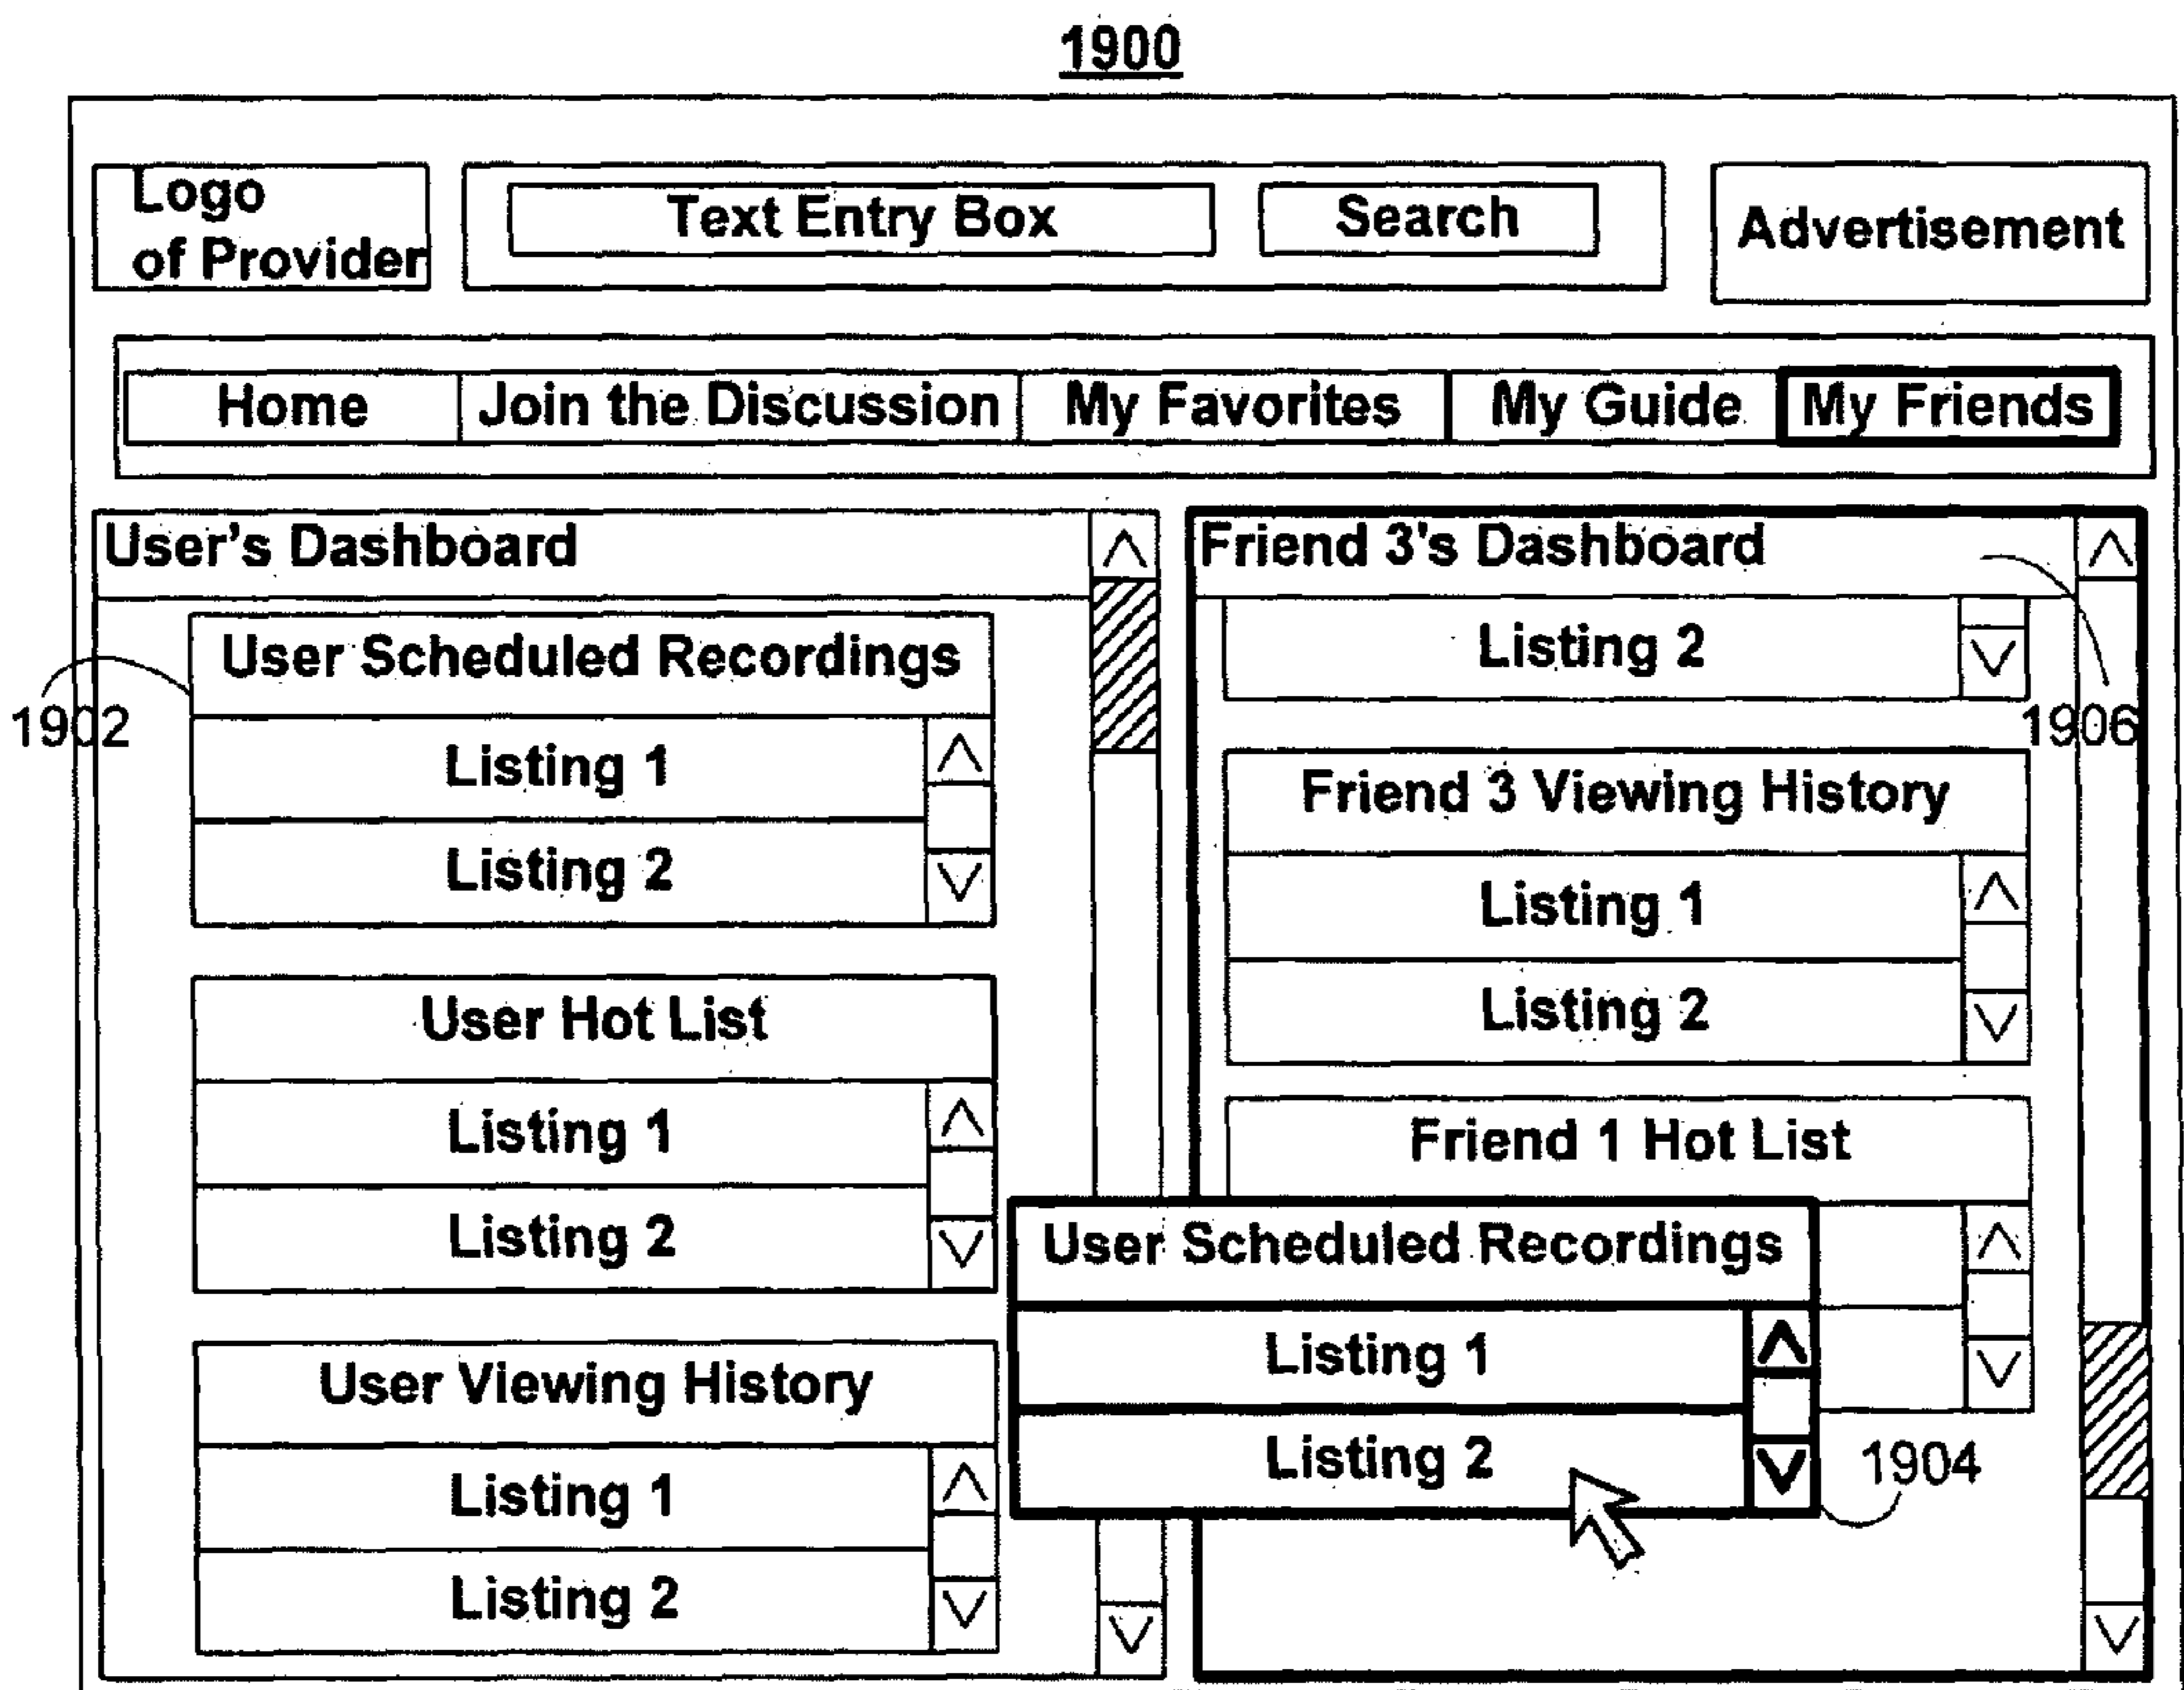 1900
Logo
of Provider
Text Entry Box
Search
Advertisement
Home
Join the Discussion
My Favorites
My Guide
My Friends
User's Dashboard
User Scheduled Recordings
1902
Listing 1
Listing 2
User Hot List
Listing 1
Listing 2
User Viewing History
Listing 1
Listing 2
Friend 3's Dashboard
Listing 2
1906
Friend 3 Viewing History
Listing 1
Listing 2
Friend 1 Hot List
User Scheduled Recordings
Listing 1
Listing 2
1904